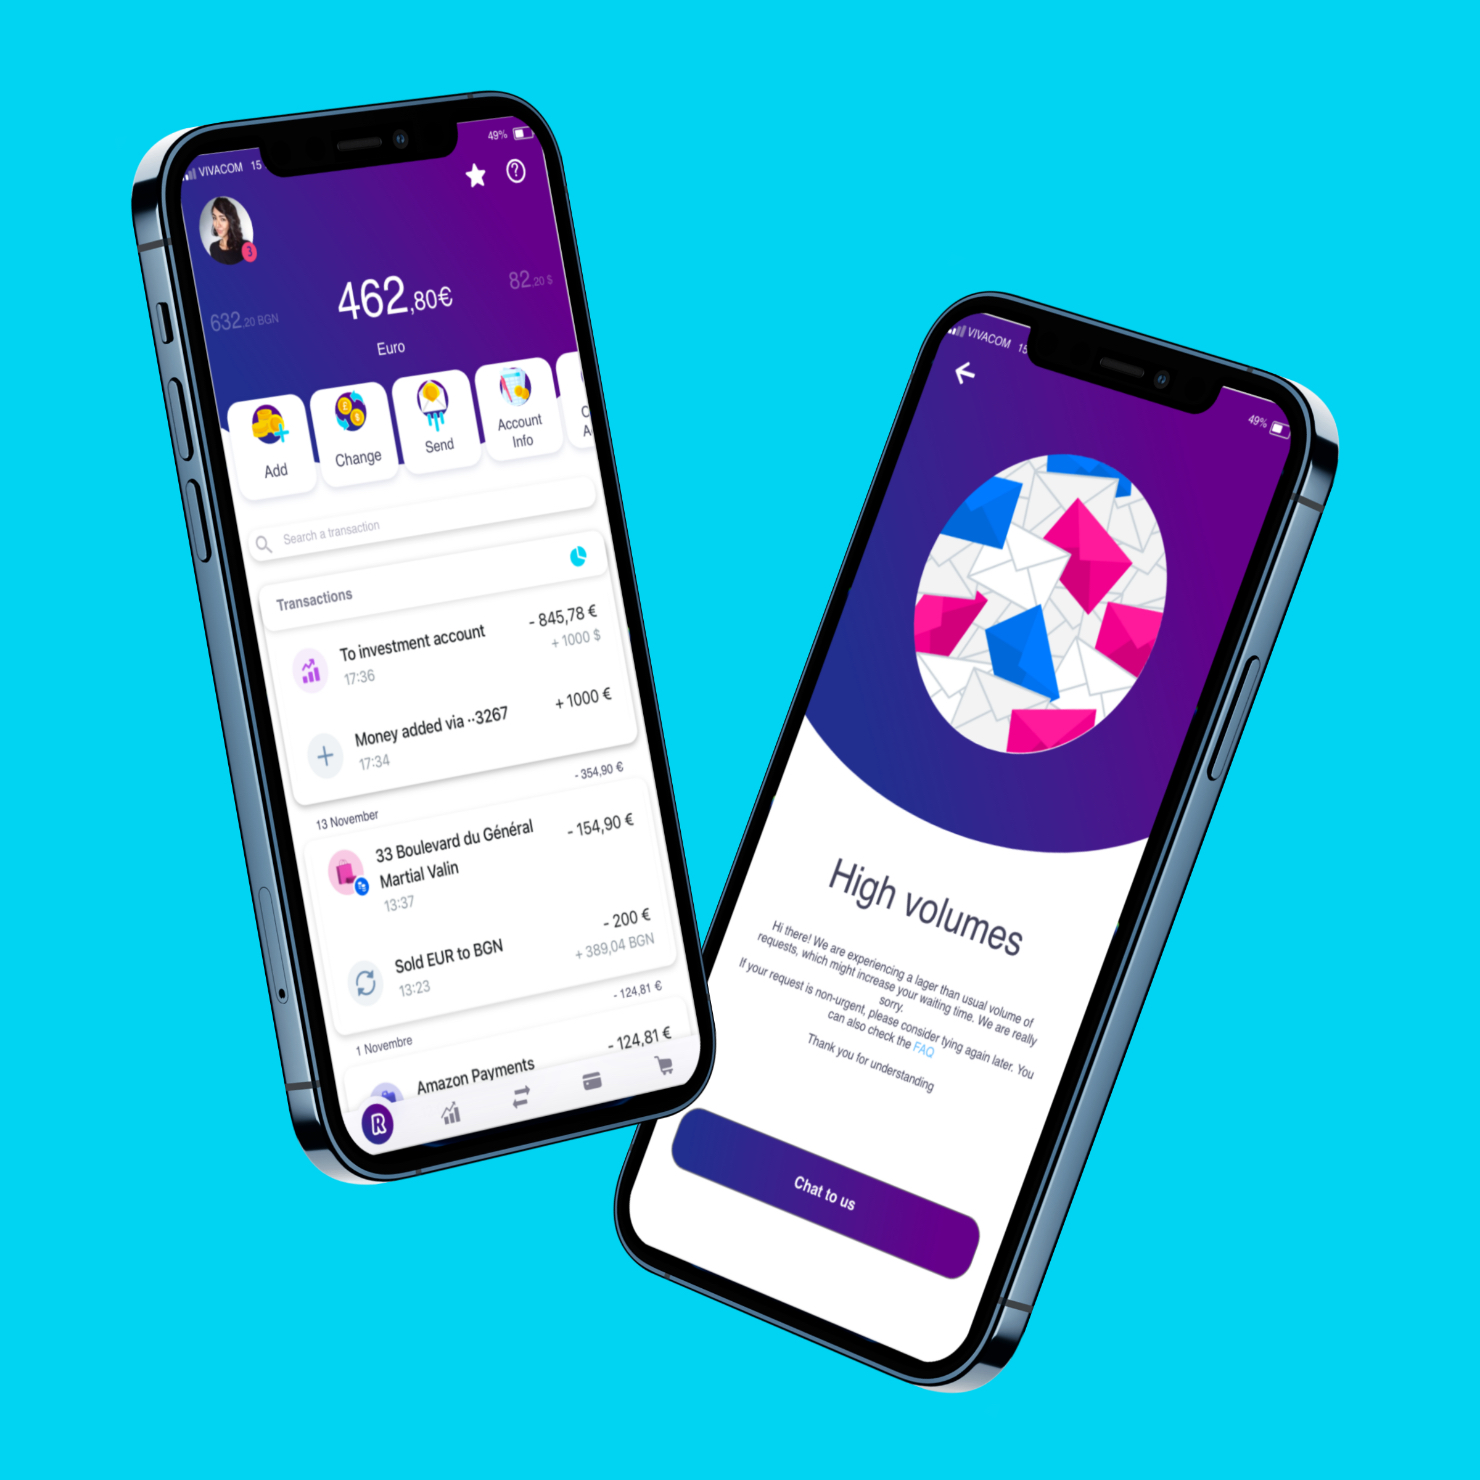 VIVACOM 15
49%
3
632,20 BGN
462,80€
82,20 $
Euro
Add
Change
Send
Account
Info
Search a transaction
Transactions
To investment account
- 845,78 €
17:36
+ 1000 $
Money added via ··3267
+ 1000 €
17:34
13 November
- 354,90 €
33 Boulevard du Général
- 154,90 €
Martial Valin
13:37
Sold EUR to BGN
- 200 €
13:23
+ 389,04 BGN
1 Novembre
- 124,81 €
Amazon Payments
- 124,81 €
R
VIVACOM 15
49%
High volumes
Hi there! We are experiencing a lager than usual volume of
requests, which might increase your waiting time. We are really
sorry.
If your request is non-urgent, please consider tying again later. You
can also check the FAQ
Thank you for understanding
Chat to us